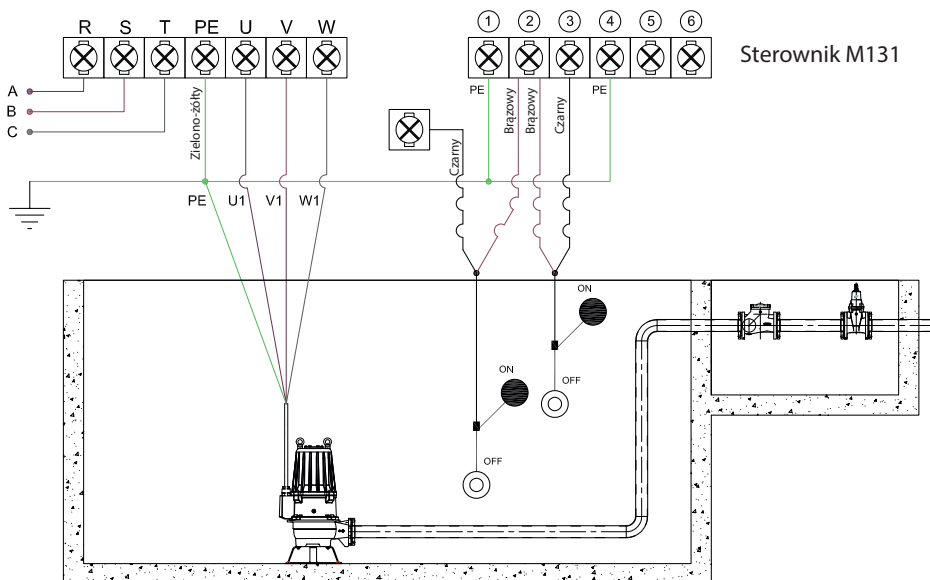 R S T PE U V W
1 2 3 4 5 6
Sterownik M131
A
B
C
PE
PE
Zielono-żółty
Czarny
Brązowy
Brązowy
Czarny
PE U1 V1 W1
ON
ON
OFF
OFF